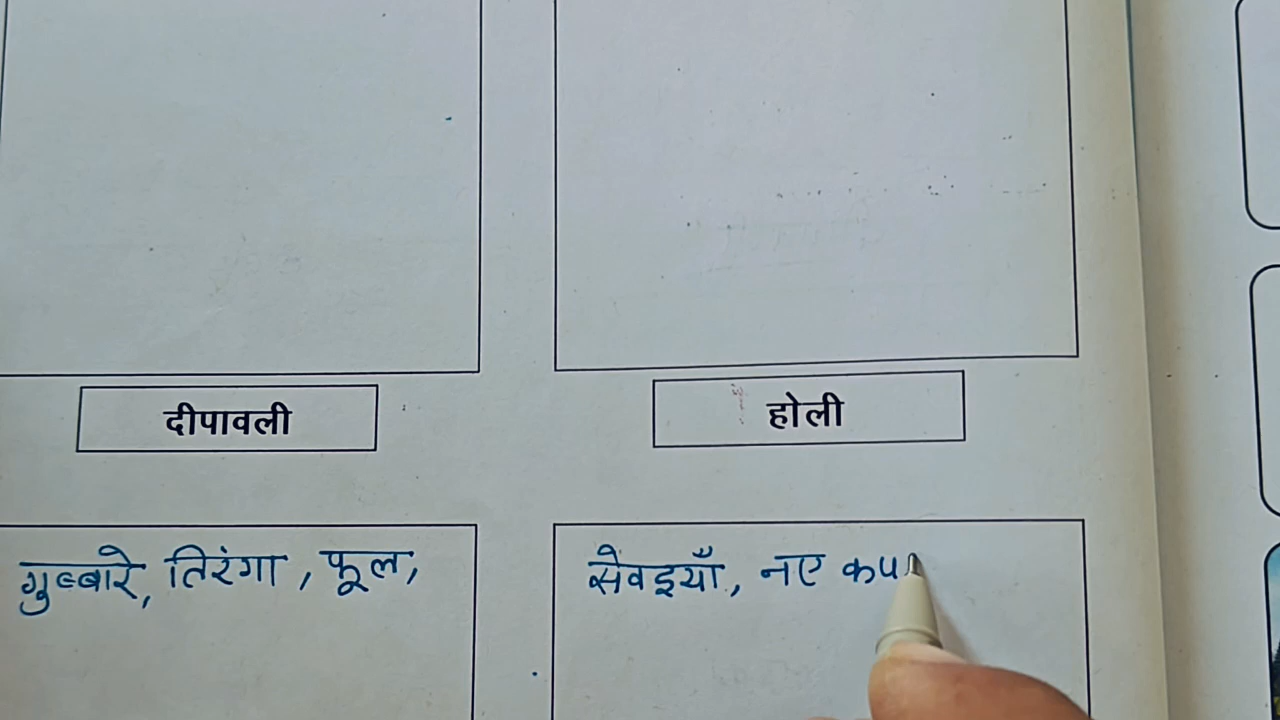 दीपावली
होली
गुब्बारे, तिरंगा, फूल,
सेवइयाँ, नए कप